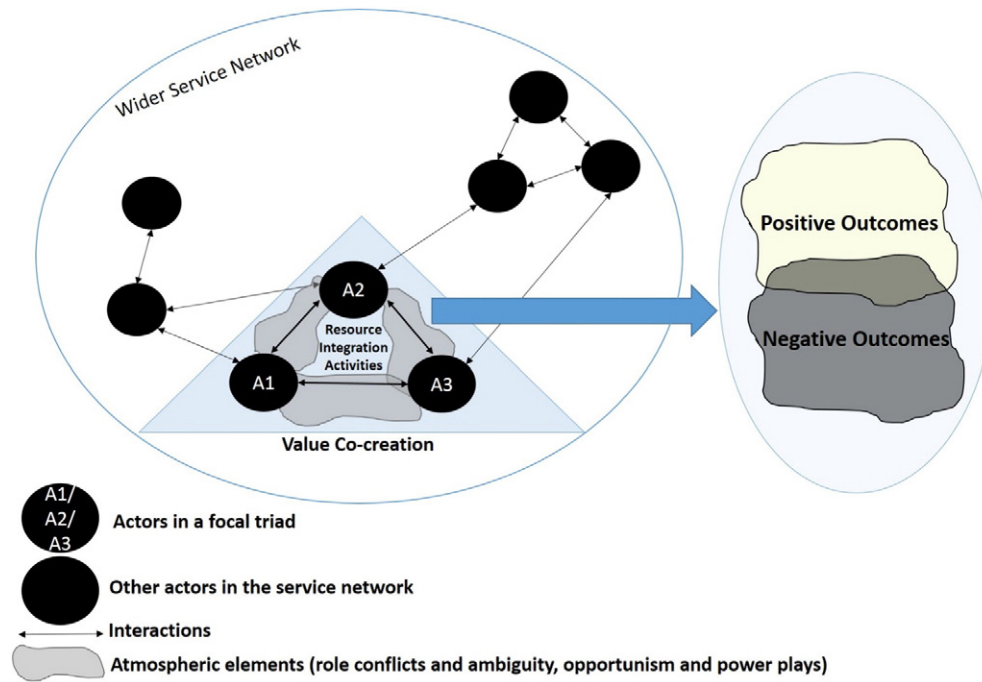 Wider Service Network
A2
Resource
Integration
Activities
A1
A3
Value Co-creation
Positive Outcomes
Negative Outcomes
A1/
A2/
A3
Actors in a focal triad
Other actors in the service network
Interactions
Atmospheric elements (role conflicts and ambiguity, opportunism and power plays)